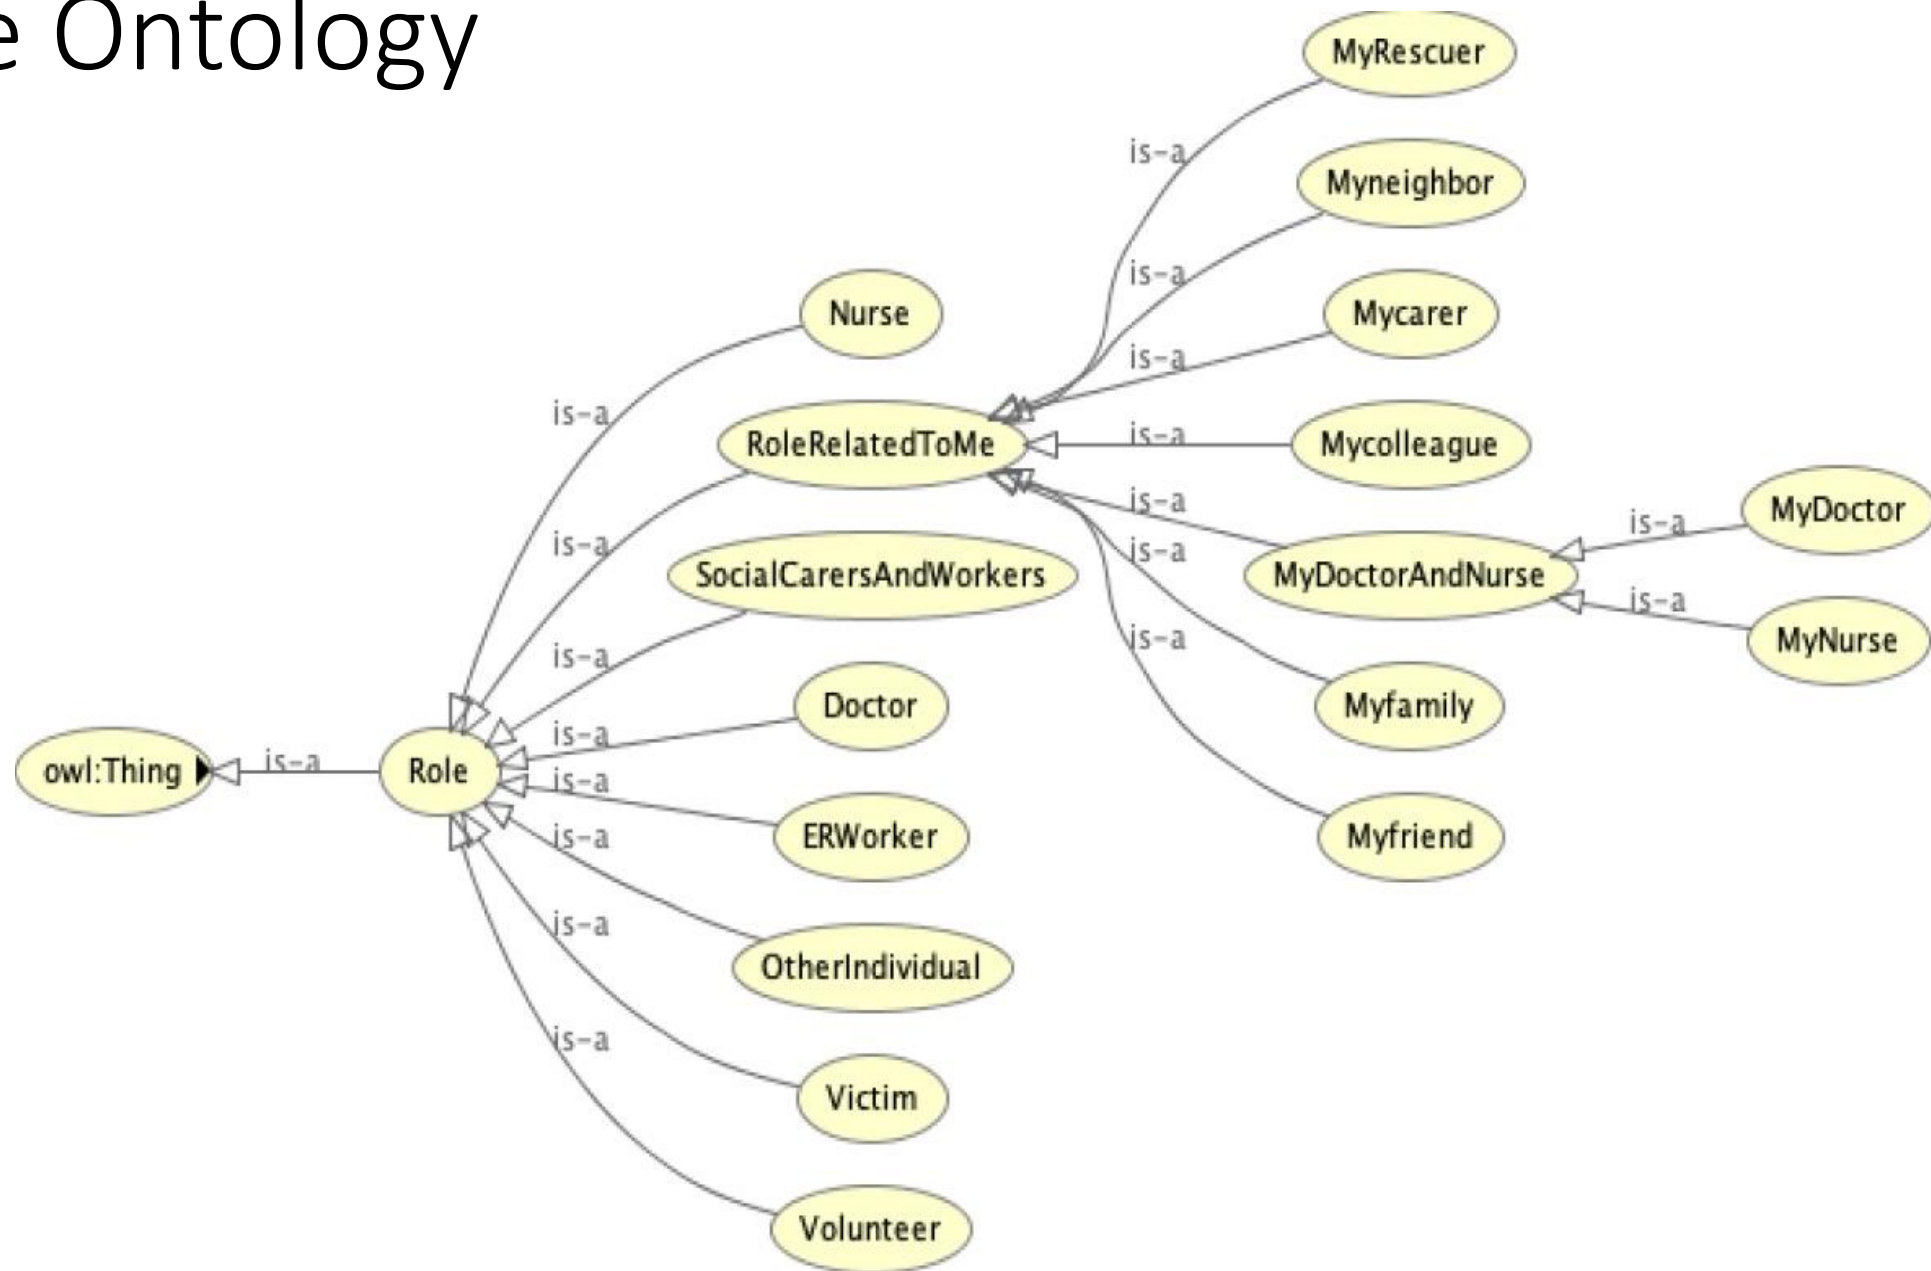 e Ontology
MyRescuer
is-a
Myneighbor
is-a
Nurse
Mycarer
is-a
is-a
RoleRelatedToMe
is-a
Mycolleague
is-a
MyDoctor
is-a
is-a
is-a
SocialCarersAndWorkers
MyDoctorAndNurse
is-a
is-a
MyNurse
is-a
Doctor
Myfamily
is-a
owl:Thing
is-a
Role
is-a
ERWorker
Myfriend
is-a
OtherIndividual
is-a
Victim
is-a
Volunteer